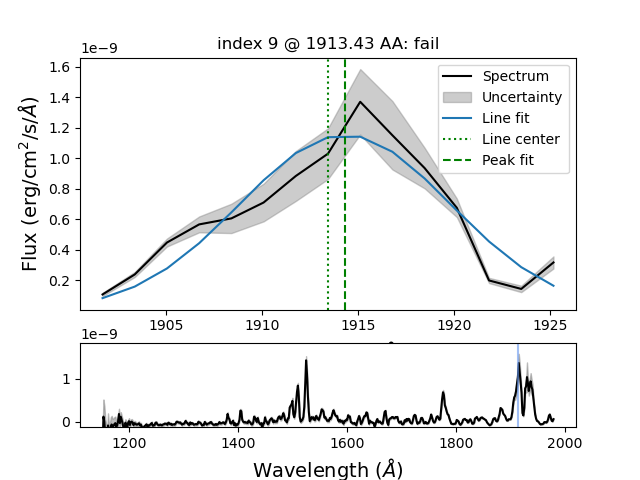 index 9 @ 1913.43 AA: fail
1e−9
1.6
1.4
1.2
1.0
0.8
0.6
0.4
0.2
Flux (erg/cm²/s/Å)
Spectrum
Uncertainty
Line fit
Line center
Peak fit
1905 1910 1915 1920 1925
1e−9
1
0
1200 1400 1600 1800 2000
Wavelength (Å)